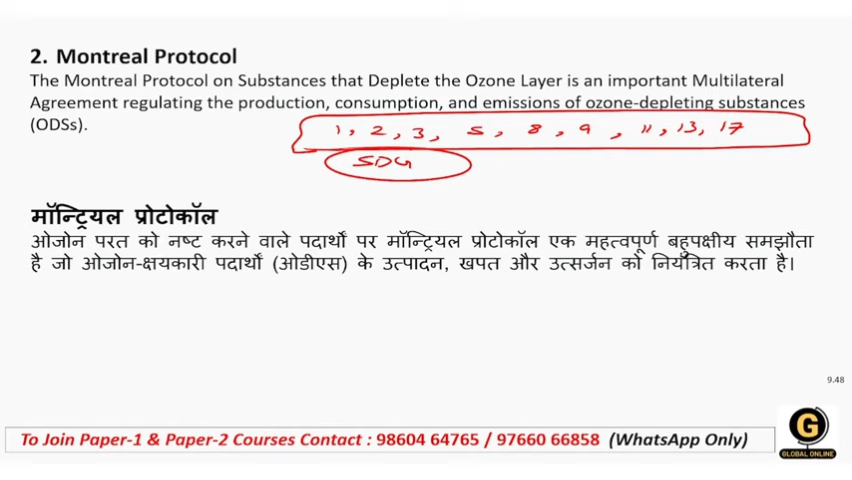 2. Montreal Protocol
The Montreal Protocol on Substances that Deplete the Ozone Layer is an important Multilateral
Agreement regulating the production, consumption, and emissions of ozone-depleting substances
(ODSs).
1, 2, 3, 5, 8, 9, 11, 13, 17
SDG
मॉन्ट्रियल प्रोटोकॉल
ओजोन परत को नष्ट करने वाले पदार्थों पर मॉन्ट्रियल प्रोटोकॉल एक महत्वपूर्ण बहुपक्षीय समझौता
है जो ओजोन-क्षयकारी पदार्थों (ओडीएस) के उत्पादन, खपत और उत्सर्जन को नियंत्रित करता है।
9.48
To Join Paper-1 & Paper-2 Courses Contact : 98604 64765 / 97660 66858 (WhatsApp Only)
G
GLOBAL ONLINE